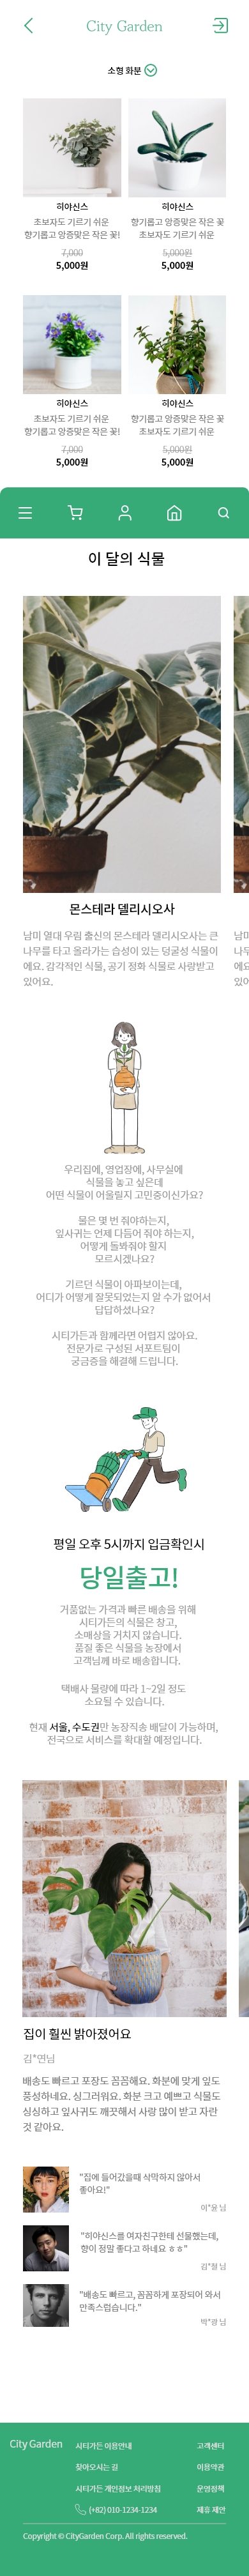 City Garden
소형 화분
히야신스
초보자도 기르기 쉬운
향기롭고 앙증맞은 작은 꽃!
7,000
5,000원
히야신스
향기롭고 앙증맞은 작은 꽃
초보자도 기르기 쉬운
5,000원
5,000원
히야신스
초보자도 기르기 쉬운
향기롭고 앙증맞은 작은 꽃!
7,000
5,000원
히야신스
향기롭고 앙증맞은 작은 꽃
초보자도 기르기 쉬운
5,000원
5,000원
이 달의 식물
몬스테라 델리시오사
남미 열대 우림 출신의 몬스테라 델리시오사는 큰
나무를 타고 올라가는 습성이 있는 덩굴성 식물이
에요. 감각적인 식물, 공기 정화 식물로 사랑받고
있어요.
남미
나무
에요
있어
우리집에, 영업장에, 사무실에
식물을 놓고 싶은데
어떤 식물이 어울릴지 고민중이신가요?
물은 몇 번 줘야하는지,
잎사귀는 언제 다듬어 줘야 하는지,
어떻게 돌봐줘야 할지
모르시겠나요?
기르던 식물이 아파보이는데,
어디가 어떻게 잘못되었는지 알 수가 없어서
답답하셨나요?
시티가든과 함께라면 어렵지 않아요.
전문가로 구성된 서포트팀이
궁금증을 해결해 드립니다.
평일 오후 5시까지 입금확인시
당일출고!
거품없는 가격과 빠른 배송을 위해
시티가든의 식물은 창고,
소매상을 거치지 않습니다.
품질 좋은 식물을 농장에서
고객님께 바로 배송합니다.
택배사 물량에 따라 1~2일 정도
소요될 수 있습니다.
현재 서울, 수도권만 농장직송 배달이 가능하며,
전국으로 서비스를 확대할 예정입니다.
집이 훨씬 밝아졌어요
김*연님
배송도 빠르고 포장도 꼼꼼해요. 화분에 맞게 잎도
풍성하네요. 싱그러워요. 화분 크고 예쁘고 식물도
싱싱하고 잎사귀도 깨끗해서 사랑 많이 받고 자란
것 같아요.
"집에 들어갔을때 삭막하지 않아서
좋아요!"
이*윤 님
"히야신스를 여자친구한테 선물했는데,
향이 정말 좋다고 하네요 ㅎㅎ"
김*철 님
"배송도 빠르고, 꼼꼼하게 포장되어 와서
만족스럽습니다."
박*경 님
City Garden
시티가든 이용안내
고객센터
찾아오시는 길
이용약관
시티가든 개인정보 처리방침
운영정책
(+82) 010-1234-1234
제휴 제안
Copyright © CityGarden Corp. All rights reserved.